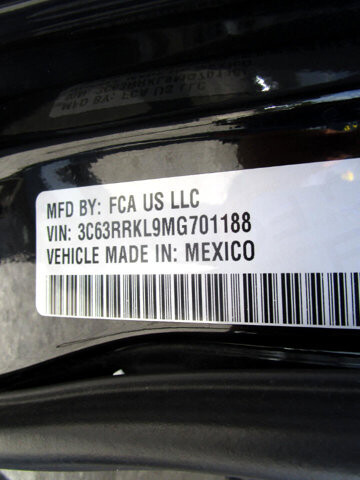 MFD BY: FCA US LLC
VIN: 3C63RRKL9MG701188
VEHICLE MADE IN: MEXICO